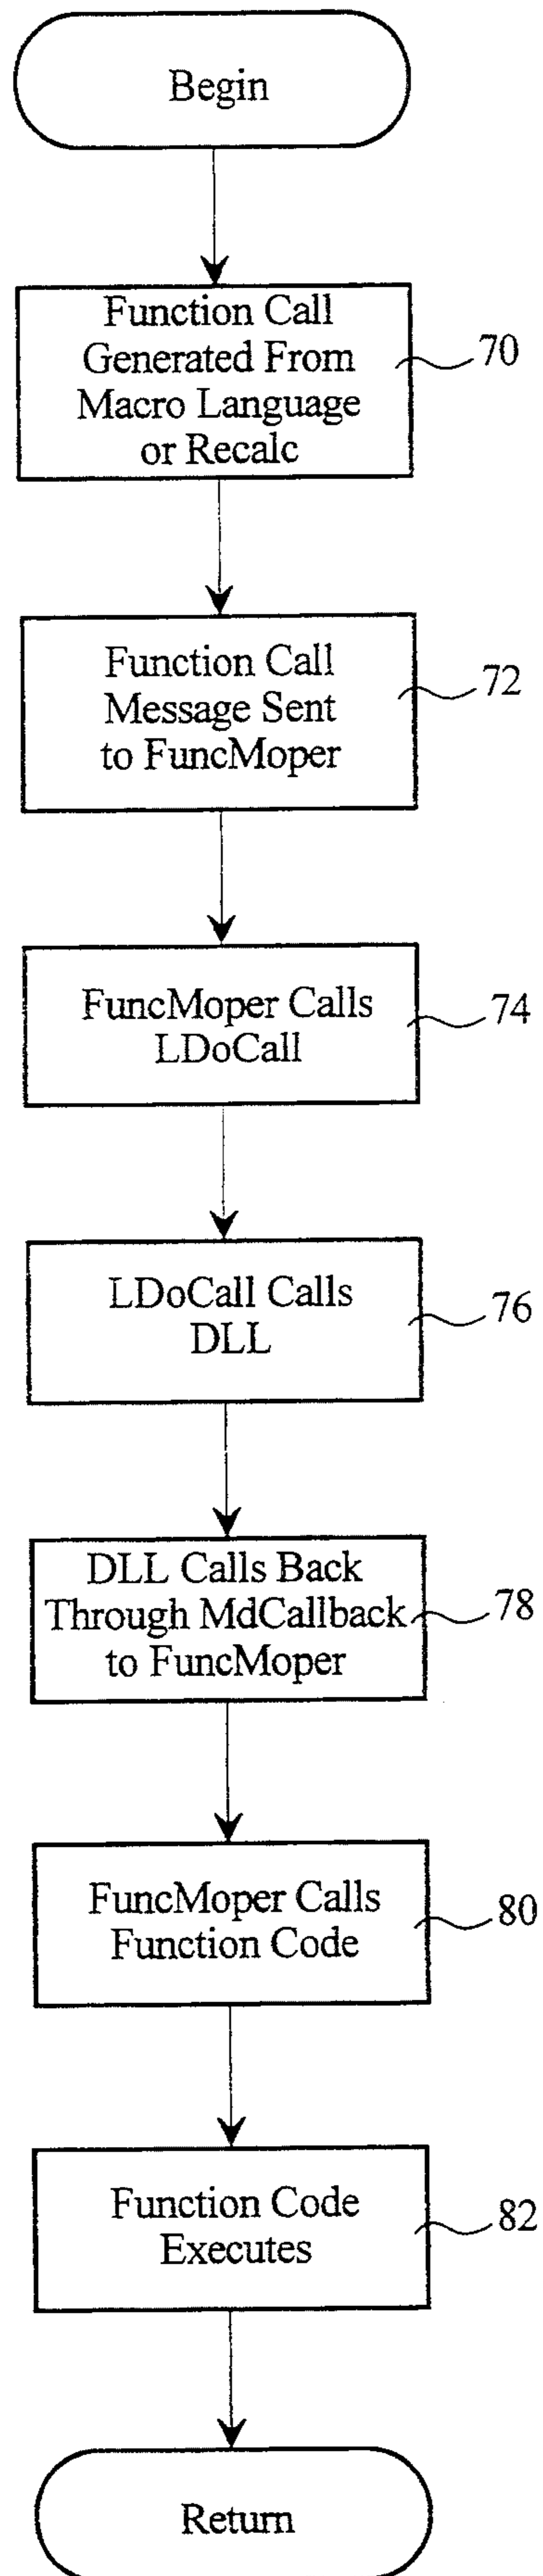 Begin
Function Call
Generated From
Macro Language
or Recalc
70
Function Call
Message Sent
to FuncMoper
72
FuncMoper Calls
LDoCall
74
LDoCall Calls
DLL
76
DLL Calls Back
Through MdCallback
to FuncMoper
78
FuncMoper Calls
Function Code
80
Function Code
Executes
82
Return